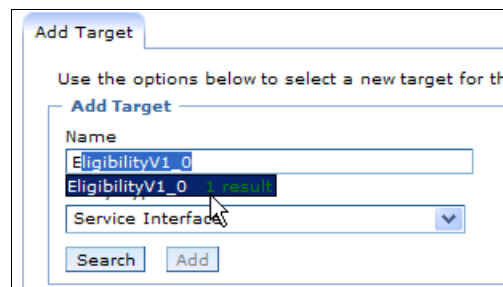 Add Target
Use the options below to select a new target for th
Add Target
Name
EligibilityV1_0
EligibilityV1_0 1 result
Service Interface
Search Add